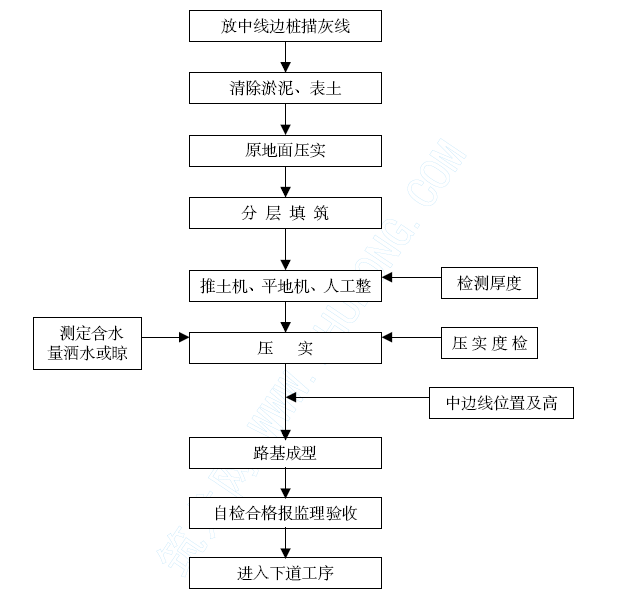 放中线边桩描灰线
清除淤泥、表土
原地面压实
分 层 填 筑
推土机、平地机、人工整
检测厚度
测定含水
量洒水或晾
压 实
压 实 度 检
中边线位置及高
路基成型
自检合格报监理验收
进入下道工序